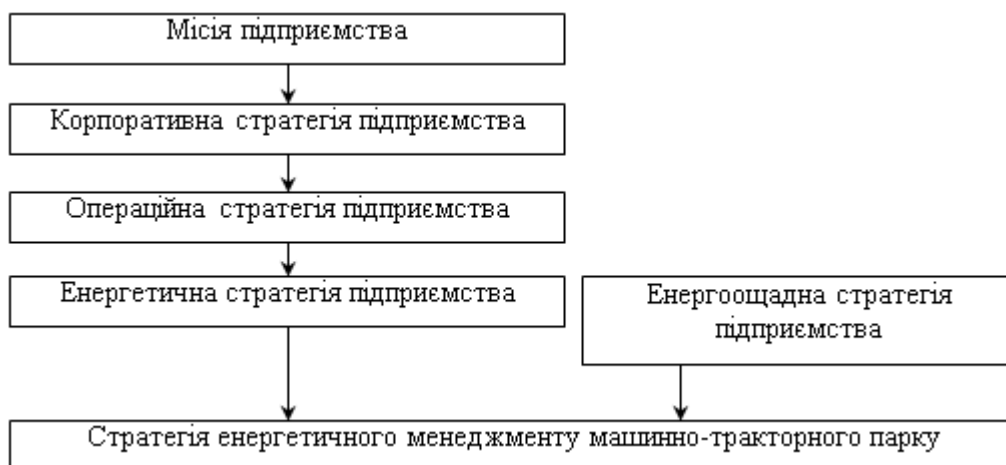 Місія підприємства
Корпоративна стратегія підприємства
Операційна стратегія підприємства
Енергетична стратегія підприємства
Енергоощадна стратегія
підприємства
Стратегія енергетичного менеджменту машинно-тракторного парку